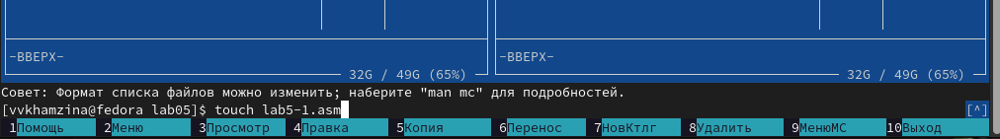 -ВВЕРХ- -ВВЕРХ-
32G / 49G (65%) 32G / 49G (65%)
Совет: Формат списка файлов можно изменить; наберите "man mc" для подробностей.
[vvkhamzina@fedora lab05]$ touch lab5-1.asm [^]
1Помощь 2Меню 3Просмотр 4Правка 5Копия 6Перенос 7НовКтлг 8Удалить 9МенюМС 10Выход